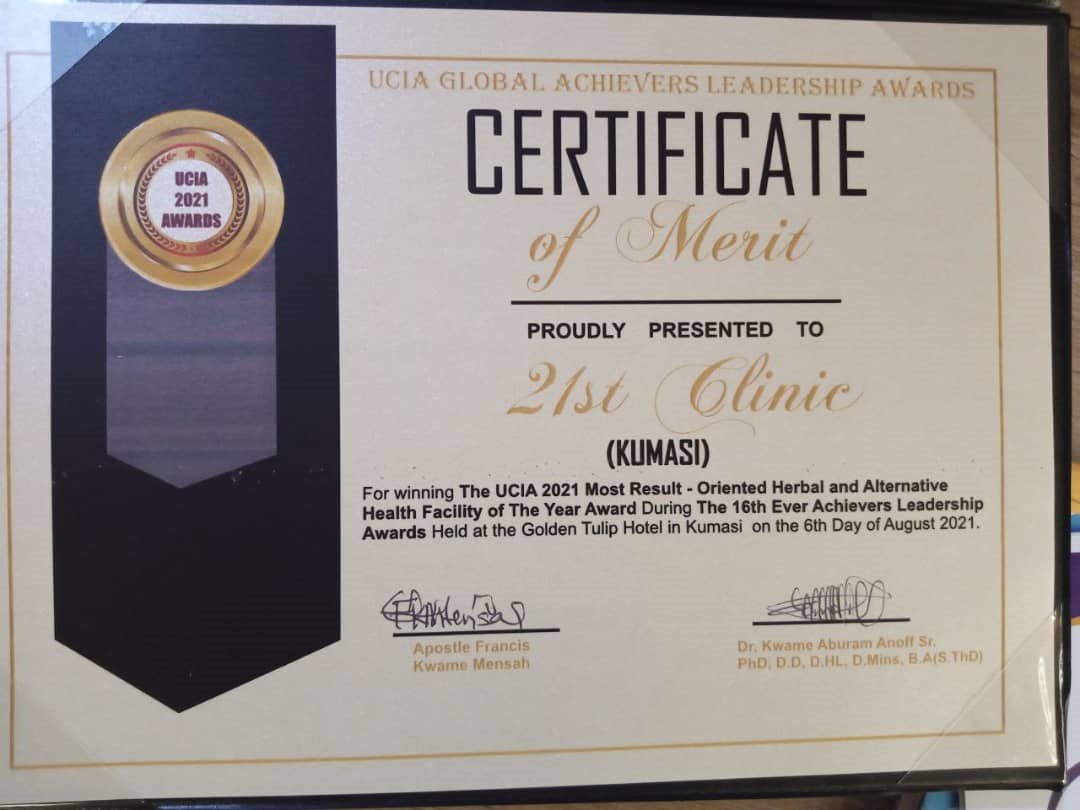 UCIA GLOBAL ACHIEVERS LEADERSHIP AWARDS
CERTIFICATE
of Merit
UCIA
2021
AWARDS
PROUDLY PRESENTED TO
21st Clinic
(KUMASI)
For winning The UCIA 2021 Most Result - Oriented Herbal and Alternative
Health Facility of The Year Award During The 16th Ever Achievers Leadership
Awards Held at the Golden Tulip Hotel in Kumasi on the 6th Day of August 2021.
Apostle Francis
Kwame Mensah
Dr. Kwame Aburam Anoff Sr.
PhD, D.D, D.HL, D.Mins, B.A(S.ThD)